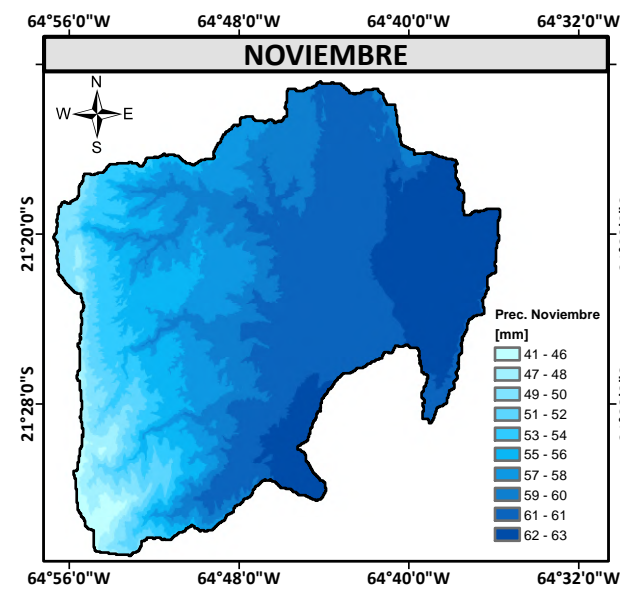 64°56'0"W 64°48'0"W 64°40'0"W 64°32'0"W
NOVIEMBRE
N
W E
S
21°20'0"S
21°28'0"S
Prec. Noviembre
[mm]
41 - 46
47 - 48
49 - 50
51 - 52
53 - 54
55 - 56
57 - 58
59 - 60
61 - 61
62 - 63
64°56'0"W 64°48'0"W 64°40'0"W 64°32'0"W